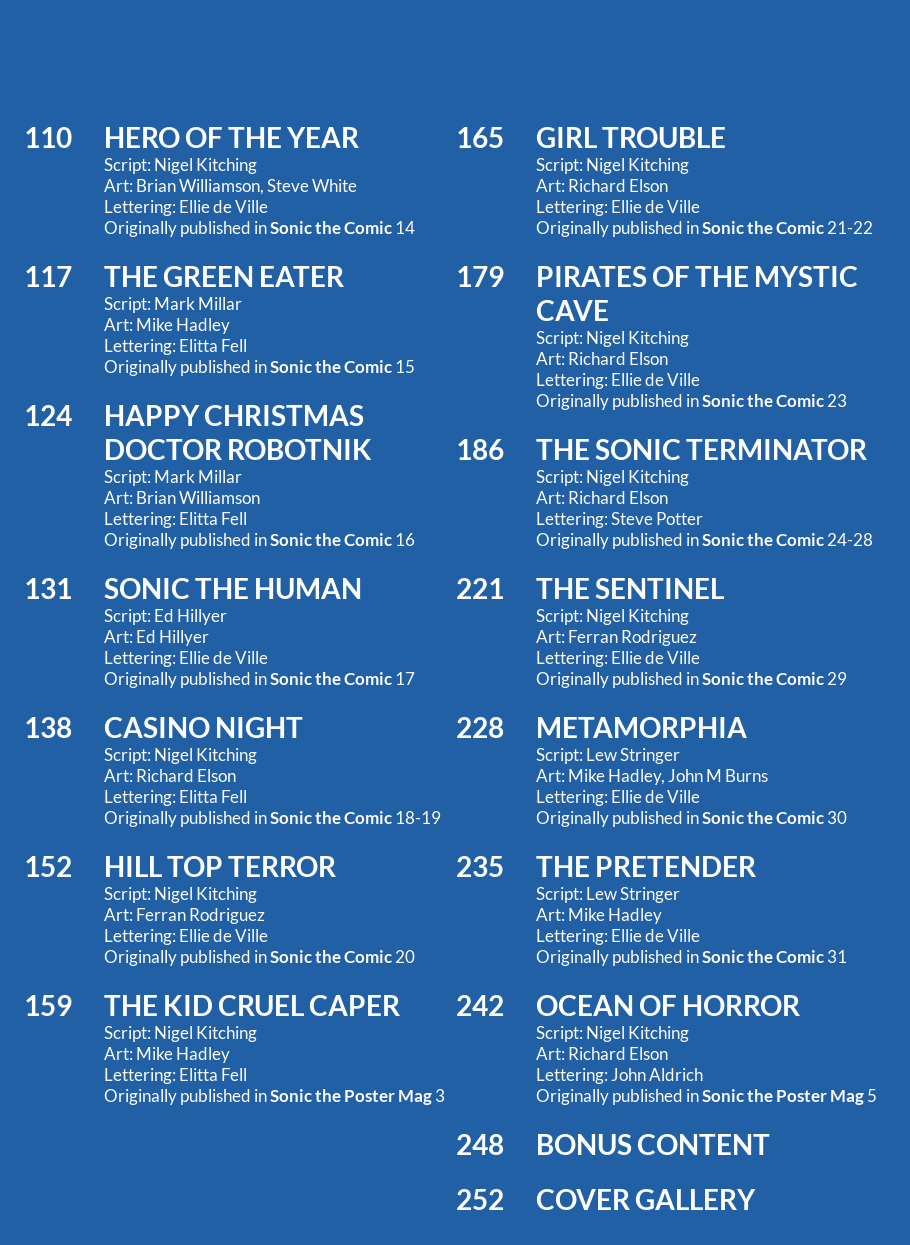 110 HERO OF THE YEAR
Script: Nigel Kitching
Art: Brian Williamson, Steve White
Lettering: Ellie de Ville
Originally published in Sonic the Comic 14
117 THE GREEN EATER
Script: Mark Millar
Art: Mike Hadley
Lettering: Elitta Fell
Originally published in Sonic the Comic 15
124 HAPPY CHRISTMAS
DOCTOR ROBOTNIK
Script: Mark Millar
Art: Brian Williamson
Lettering: Elitta Fell
Originally published in Sonic the Comic 16
131 SONIC THE HUMAN
Script: Ed Hillyer
Art: Ed Hillyer
Lettering: Ellie de Ville
Originally published in Sonic the Comic 17
138 CASINO NIGHT
Script: Nigel Kitching
Art: Richard Elson
Lettering: Elitta Fell
Originally published in Sonic the Comic 18-19
152 HILL TOP TERROR
Script: Nigel Kitching
Art: Ferran Rodriguez
Lettering: Ellie de Ville
Originally published in Sonic the Comic 20
159 THE KID CRUEL CAPER
Script: Nigel Kitching
Art: Mike Hadley
Lettering: Elitta Fell
Originally published in Sonic the Poster Mag 3
165 GIRL TROUBLE
Script: Nigel Kitching
Art: Richard Elson
Lettering: Ellie de Ville
Originally published in Sonic the Comic 21-22
179 PIRATES OF THE MYSTIC
CAVE
Script: Nigel Kitching
Art: Richard Elson
Lettering: Ellie de Ville
Originally published in Sonic the Comic 23
186 THE SONIC TERMINATOR
Script: Nigel Kitching
Art: Richard Elson
Lettering: Steve Potter
Originally published in Sonic the Comic 24-28
221 THE SENTINEL
Script: Nigel Kitching
Art: Ferran Rodriguez
Lettering: Ellie de Ville
Originally published in Sonic the Comic 29
228 METAMORPHIA
Script: Lew Stringer
Art: Mike Hadley, John M Burns
Lettering: Ellie de Ville
Originally published in Sonic the Comic 30
235 THE PRETENDER
Script: Lew Stringer
Art: Mike Hadley
Lettering: Ellie de Ville
Originally published in Sonic the Comic 31
242 OCEAN OF HORROR
Script: Nigel Kitching
Art: Richard Elson
Lettering: John Aldrich
Originally published in Sonic the Poster Mag 5
248 BONUS CONTENT
252 COVER GALLERY